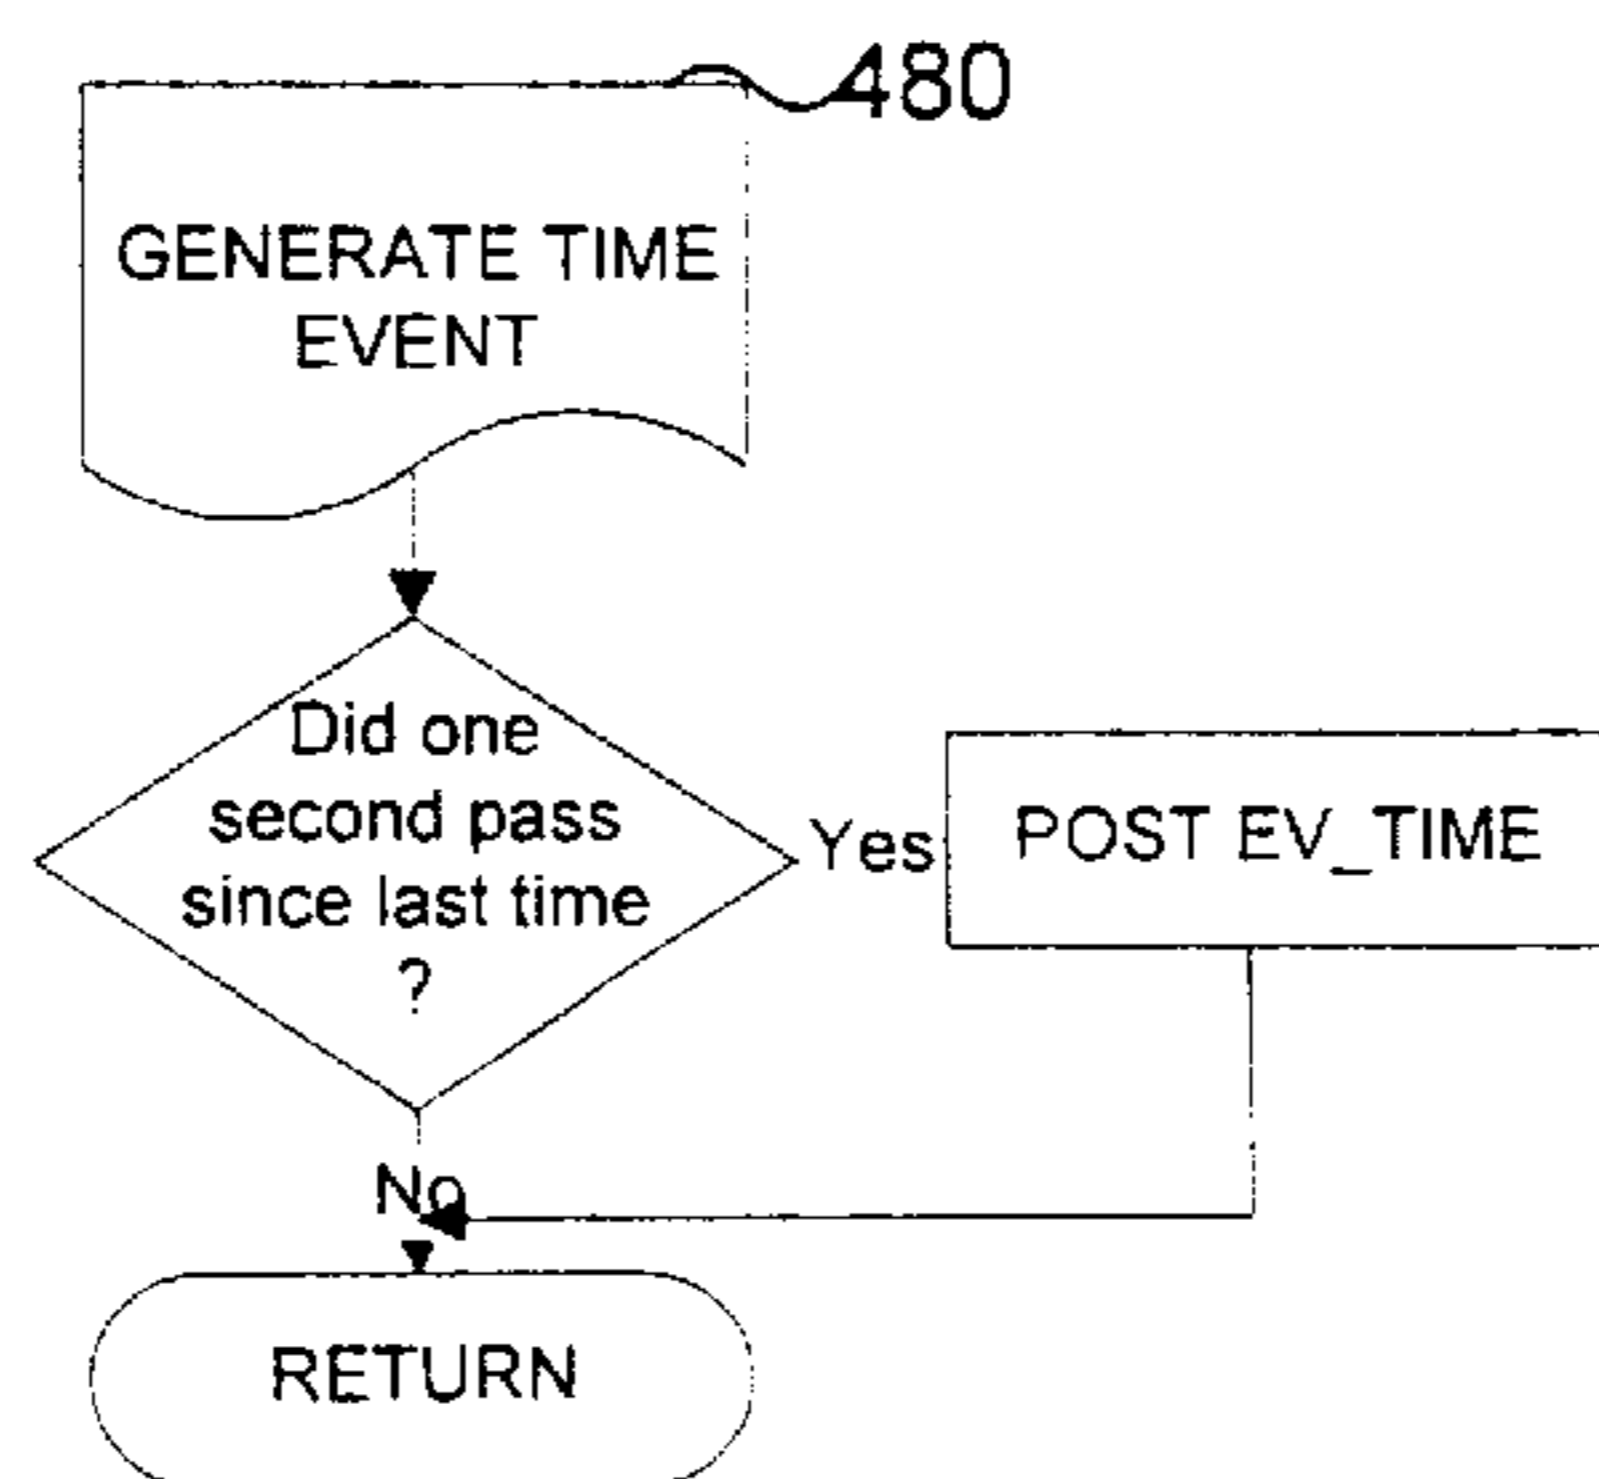 480
GENERATE TIME
EVENT
Did one
second pass
since last time
?
Yes
POST EV_TIME
No
RETURN